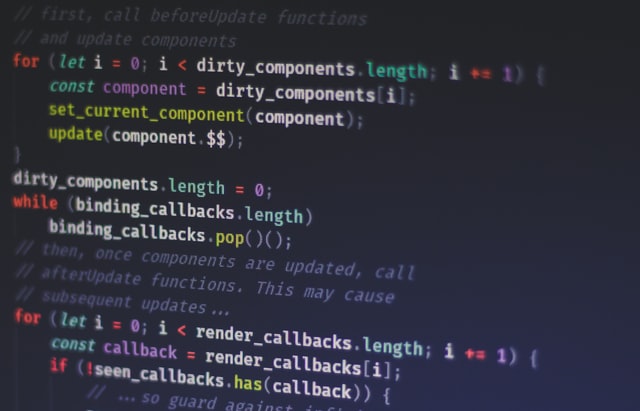 // first, call beforeUpdate functions
// and update components
for (let i = 0; i < dirty_components.length; i += 1) {
const component = dirty_components[i];
set_current_component(component);
update(component.$$);
}
dirty_components.length = 0;
while (binding_callbacks.length)
binding_callbacks.pop()();
// then, once components are updated, call
// afterUpdate functions. This may cause
// subsequent updates...
for (let i = 0; i < render_callbacks.length; i += 1) {
const callback = render_callbacks[i];
if (!seen_callbacks.has(callback)) {
// ...so guard against